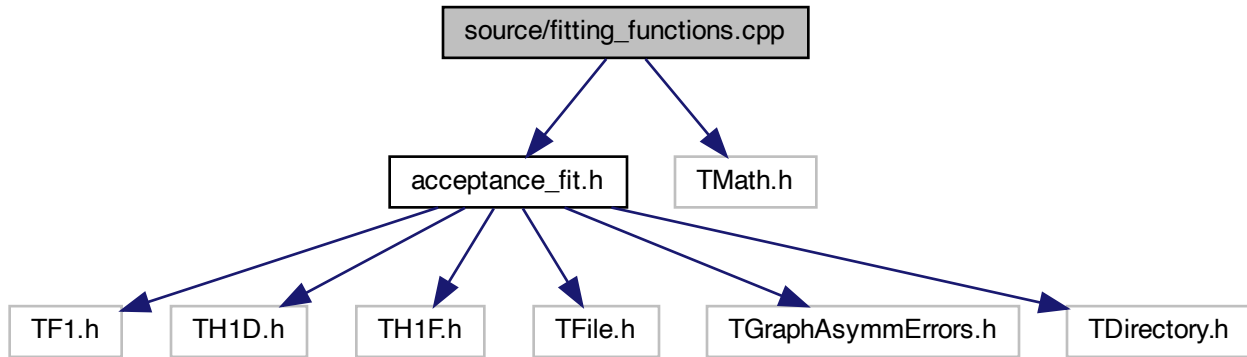 source/fitting_functions.cpp
acceptance_fit.h
TMath.h
TF1.h
TH1D.h
TH1F.h
TFile.h
TGraphAsymmErrors.h
TDirectory.h